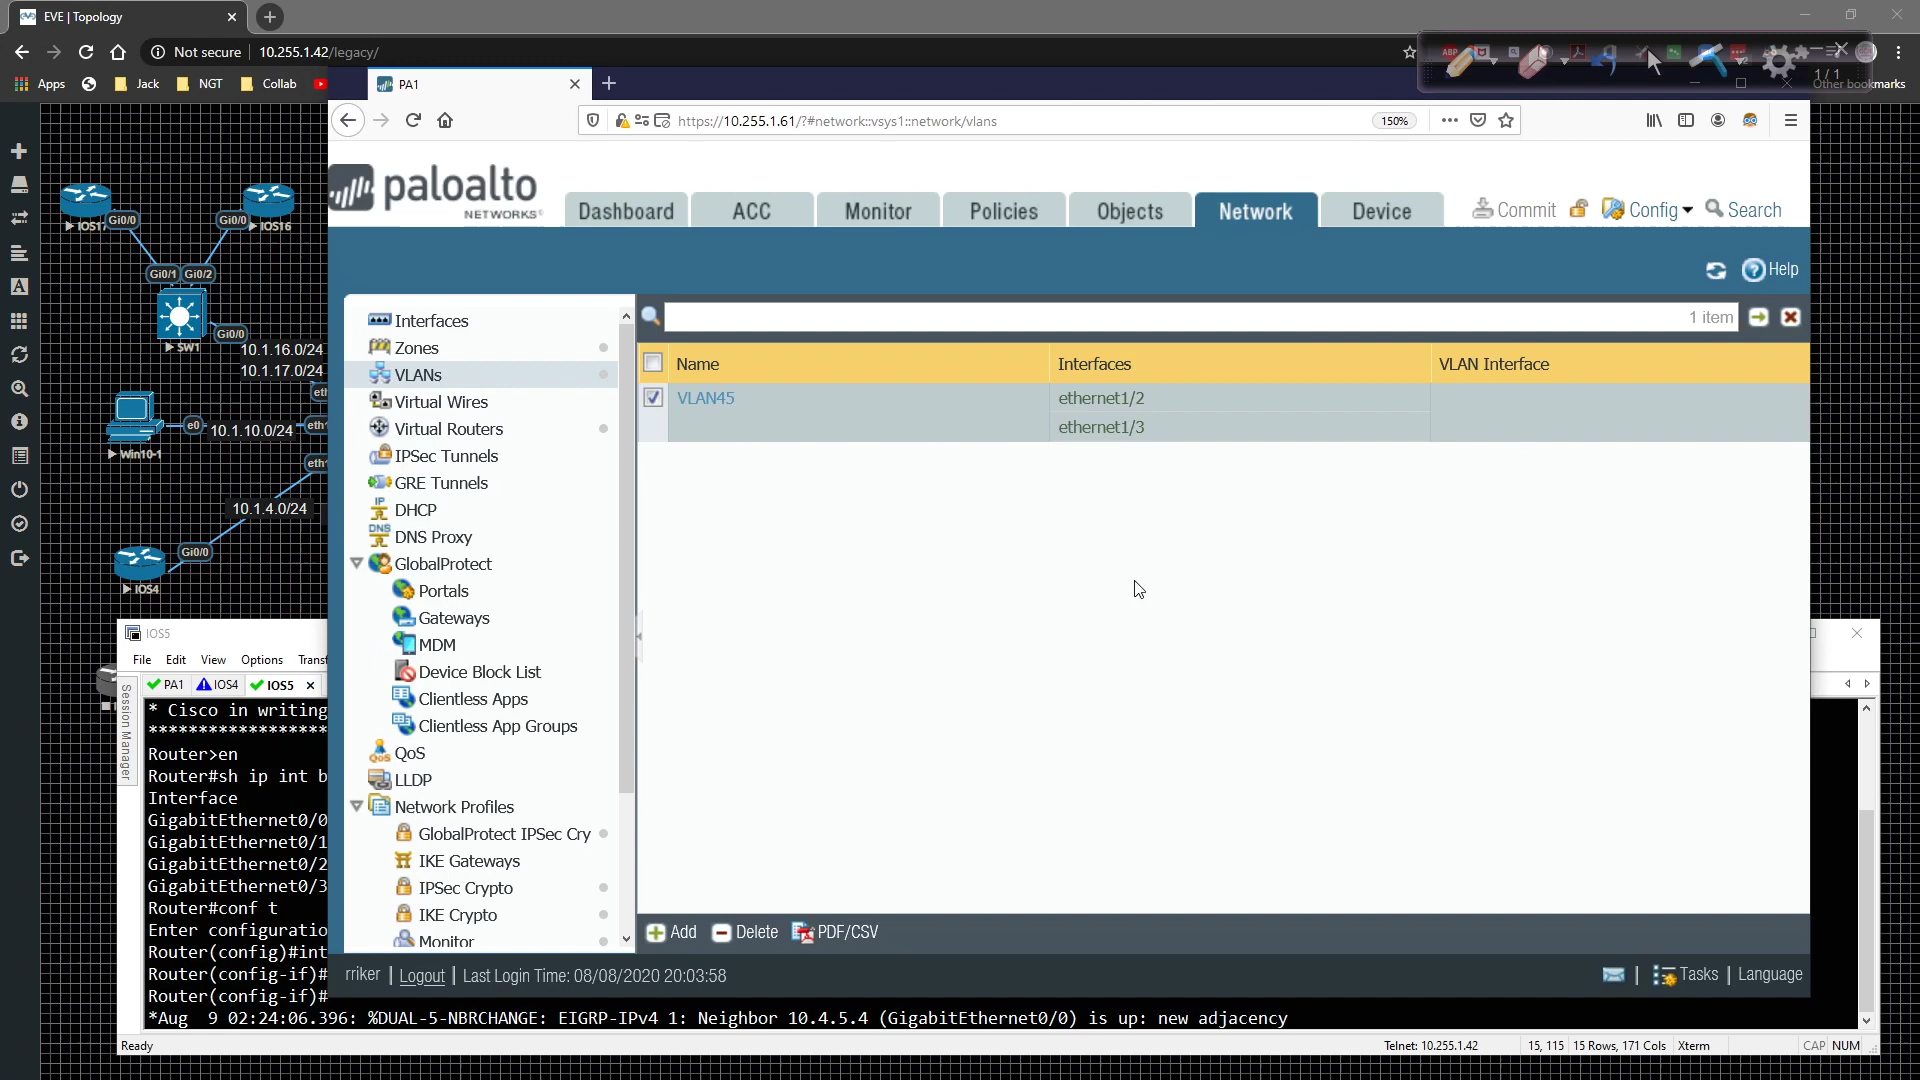 EVE | Topology
Not secure | 10.255.1.42/legacy/
Apps
Jack
NGT
Collab
Other bookmarks
1 / 1
PA1
https://10.255.1.61/?#network::vsys1::network/vlans
150%
paloalto
NETWORKS
Dashboard
ACC
Monitor
Policies
Objects
Network
Device
Commit
Config
Search
Help
Interfaces
Zones
VLANs
Virtual Wires
Virtual Routers
IPSec Tunnels
GRE Tunnels
DHCP
DNS Proxy
GlobalProtect
Portals
Gateways
MDM
Device Block List
Clientless Apps
Clientless App Groups
QoS
LLDP
Network Profiles
GlobalProtect IPSec Cry
IKE Gateways
IPSec Crypto
IKE Crypto
Monitor
1 item
Name
Interfaces
VLAN Interface
VLAN45
ethernet1/2
ethernet1/3
Add
Delete
PDF/CSV
rriker | Logout | Last Login Time: 08/08/2020 20:03:58
Tasks | Language
IOS17
Gi0/0
Gi0/0
IOS16
Gi0/1
Gi0/2
SW1
Gi0/0
10.1.16.0/24
10.1.17.0/24
eth
Win10-1
e0
10.1.10.0/24
eth
eth
10.1.4.0/24
Gi0/0
IOS4
IOS5
File Edit View Options Transf
Session Manager
PA1
IOS4
IOS5
* Cisco in writing
******************
Router>en
Router#sh ip int b
Interface
GigabitEthernet0/0
GigabitEthernet0/1
GigabitEthernet0/2
GigabitEthernet0/3
Router#conf t
Enter configuratio
Router(config)#int
Router(config-if)#
Router(config-if)#
*Aug  9 02:24:06.396: %DUAL-5-NBRCHANGE: EIGRP-IPv4 1: Neighbor 10.4.5.4 (GigabitEthernet0/0) is up: new adjacency
Ready
Telnet: 10.255.1.42
15, 115
15 Rows, 171 Cols
Xterm
CAP NUM